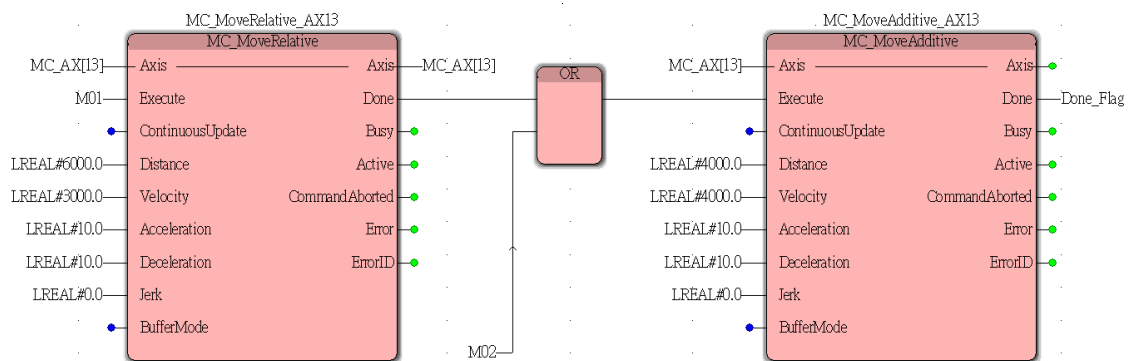 MC_MoveRelative_AX13
MC_MoveRelative
MC_AX[13]
Axis
Axis
MC_AX[13]
M01
Execute
Done
ContinuousUpdate
Busy
LREAL#6000.0
Distance
Active
LREAL#3000.0
Velocity
CommandAborted
LREAL#10.0
Acceleration
Error
LREAL#10.0
Deceleration
ErrorID
LREAL#0.0
Jerk
BufferMode
OR
M02
MC_MoveAdditive_AX13
MC_MoveAdditive
MC_AX[13]
Axis
Axis
Execute
Done
Done_Flag
ContinuousUpdate
Busy
LREAL#4000.0
Distance
Active
LREAL#4000.0
Velocity
CommandAborted
LREAL#10.0
Acceleration
Error
LREAL#10.0
Deceleration
ErrorID
LREAL#0.0
Jerk
BufferMode